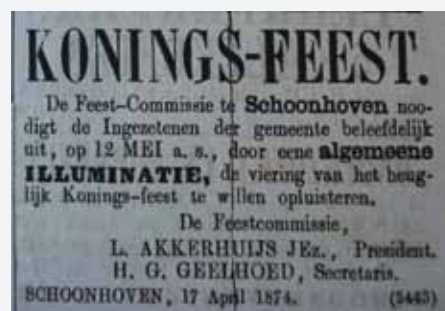 KONINGS-FEEST.
De Feest-Commissie te Schoonhoven noo-
digt de Ingezetenen der gemeente beleefdelijk
uit, op 12 MEI a. s., door eene algemeene
ILLUMINATIE, de viering van het heug-
lijk Konings-feest te willen opluisteren.
De Feestcommissie,
L. AKKERHUIJS JEz., President.
H. G. GEELHOED, Secretaris.
SCHOONHOVEN, 17 April 1874. (5443)